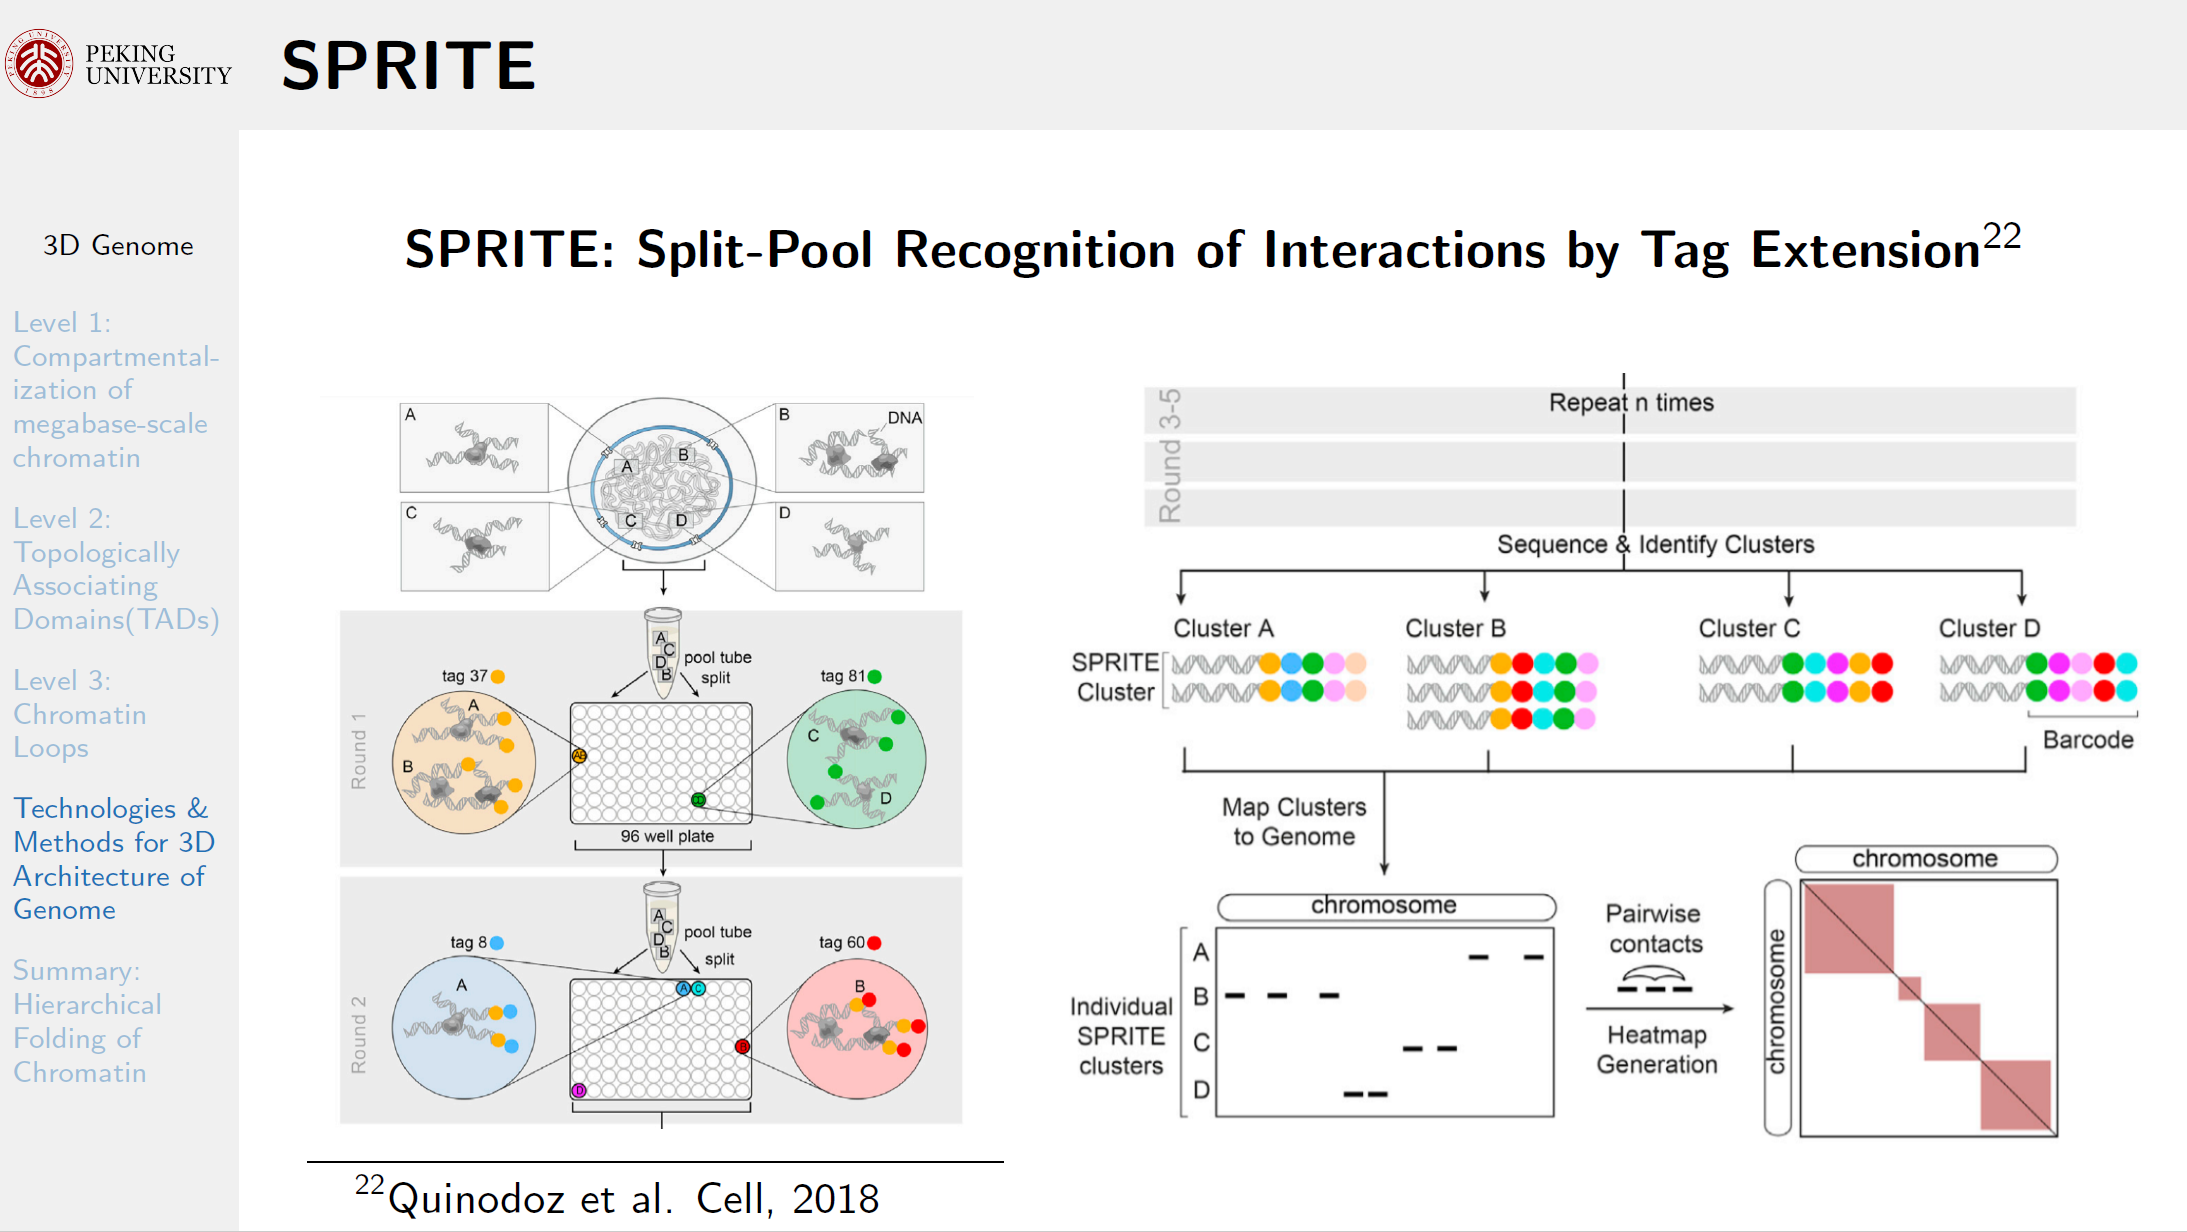 PEKING
UNIVERSITY
SPRITE
3D Genome
Level 1:
Compartmental-
ization of
megabase-scale
chromatin
Level 2:
Topologically
Associating
Domains(TADs)
Level 3:
Chromatin
Loops
Technologies &
Methods for 3D
Architecture of
Genome
Summary:
Hierarchical
Folding of
Chromatin
SPRITE: Split-Pool Recognition of Interactions by Tag Extension22
A
B
DNA
A
B
C
D
C
D
Round 1
A
C
D
B
pool tube
split
tag 37
tag 81
A
B
C
D
96 well plate
Round 2
A
C
D
B
pool tube
split
tag 8
tag 60
A
A
C
B
B
D
Round 3-5
Repeat n times
Sequence & Identify Clusters
Cluster A
Cluster B
Cluster C
Cluster D
SPRITE
Cluster
Barcode
Map Clusters
to Genome
chromosome
Individual
SPRITE
clusters
A
B
C
D
Pairwise
contacts
Heatmap
Generation
chromosome
chromosome
22Quinodoz et al. Cell, 2018